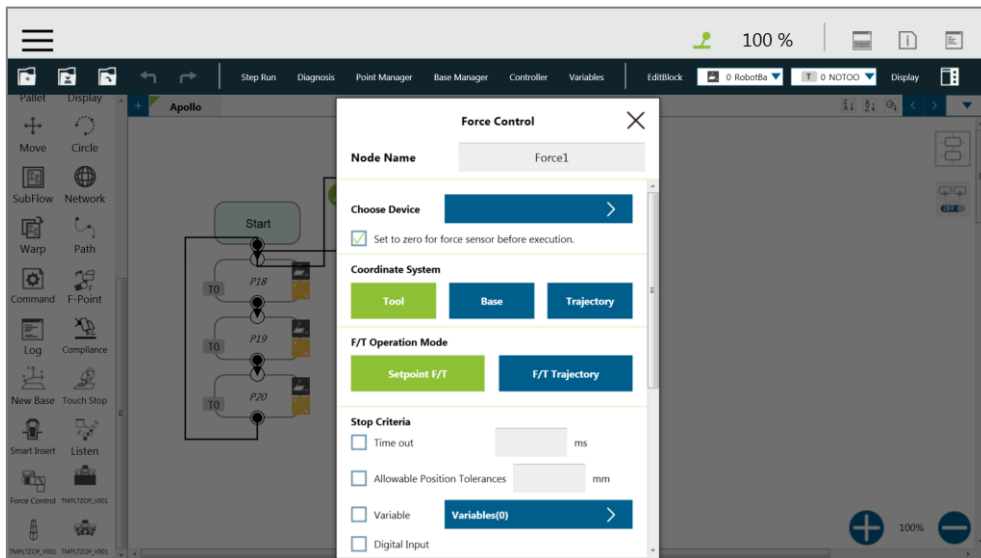 100 %
Step Run Diagnosis Point Manager Base Manager Controller Variables EditBlock 0 RobotBa T 0 NOTOO Display
Pallet Display
+ Apollo
Move Circle
SubFlow Network
Warp Path
Command F-Point
Log Compliance
New Base Touch Stop
Smart Insert Listen
Force Control TMPLTZOP_V001
TMPLTZOP_V001 TMPLTZOP_V001
Start
T0 P18
T0 P19
T0 P20
Force Control
Node Name Force1
Choose Device
Set to zero for force sensor before execution.
Coordinate System
Tool Base Trajectory
F/T Operation Mode
Setpoint F/T F/T Trajectory
Stop Criteria
Time out ms
Allowable Position Tolerances mm
Variable Variables(0)
Digital Input
OFF
100%